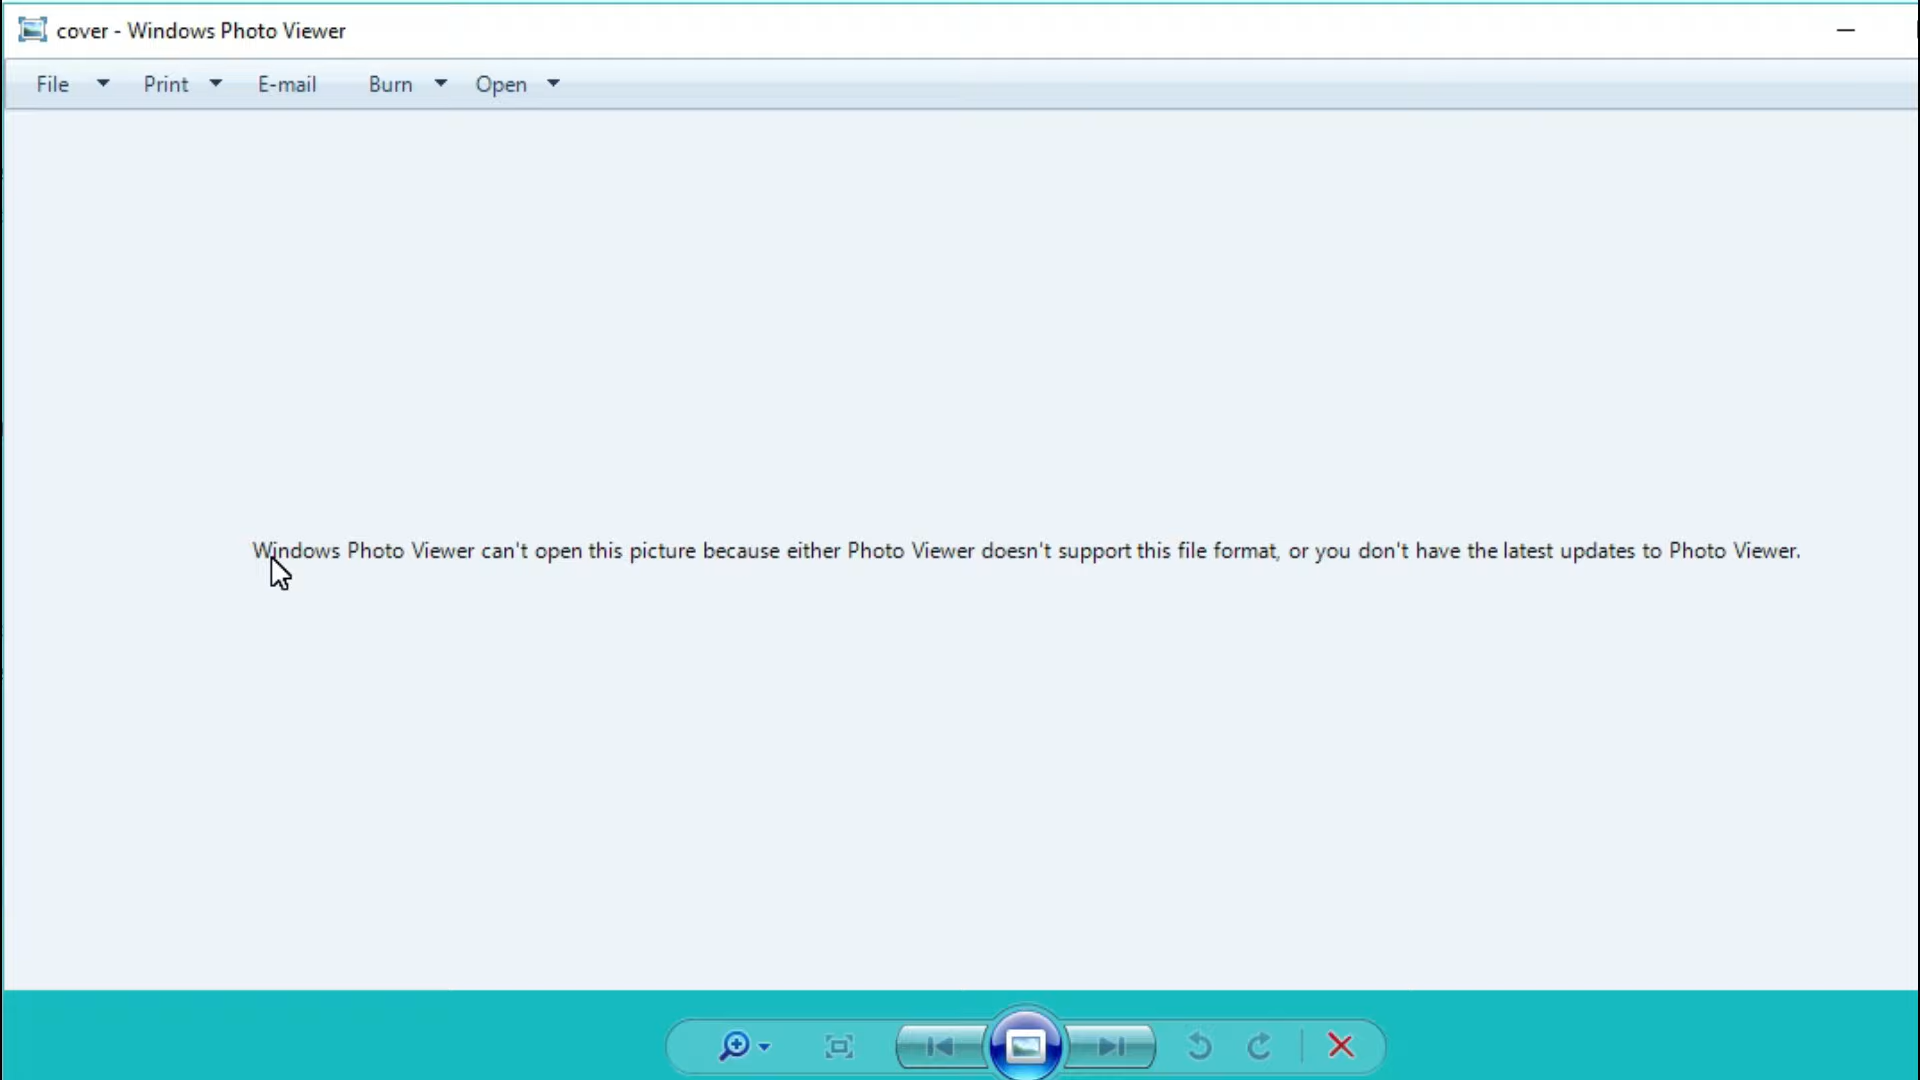 cover - Windows Photo Viewer
File Print E-mail Burn Open
Windows Photo Viewer can't open this picture because either Photo Viewer doesn't support this file format, or you don't have the latest updates to Photo Viewer.